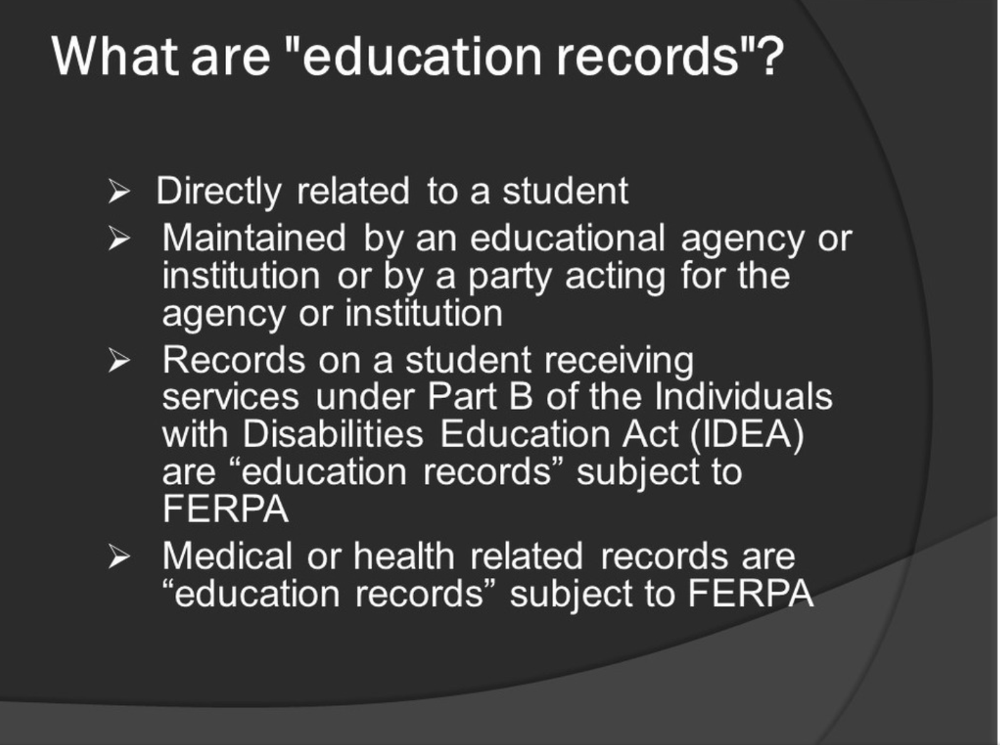 What are "education records"?
➢ Directly related to a student
➢ Maintained by an educational agency or
institution or by a party acting for the
agency or institution
➢ Records on a student receiving
services under Part B of the Individuals
with Disabilities Education Act (IDEA)
are “education records” subject to
FERPA
➢ Medical or health related records are
“education records” subject to FERPA